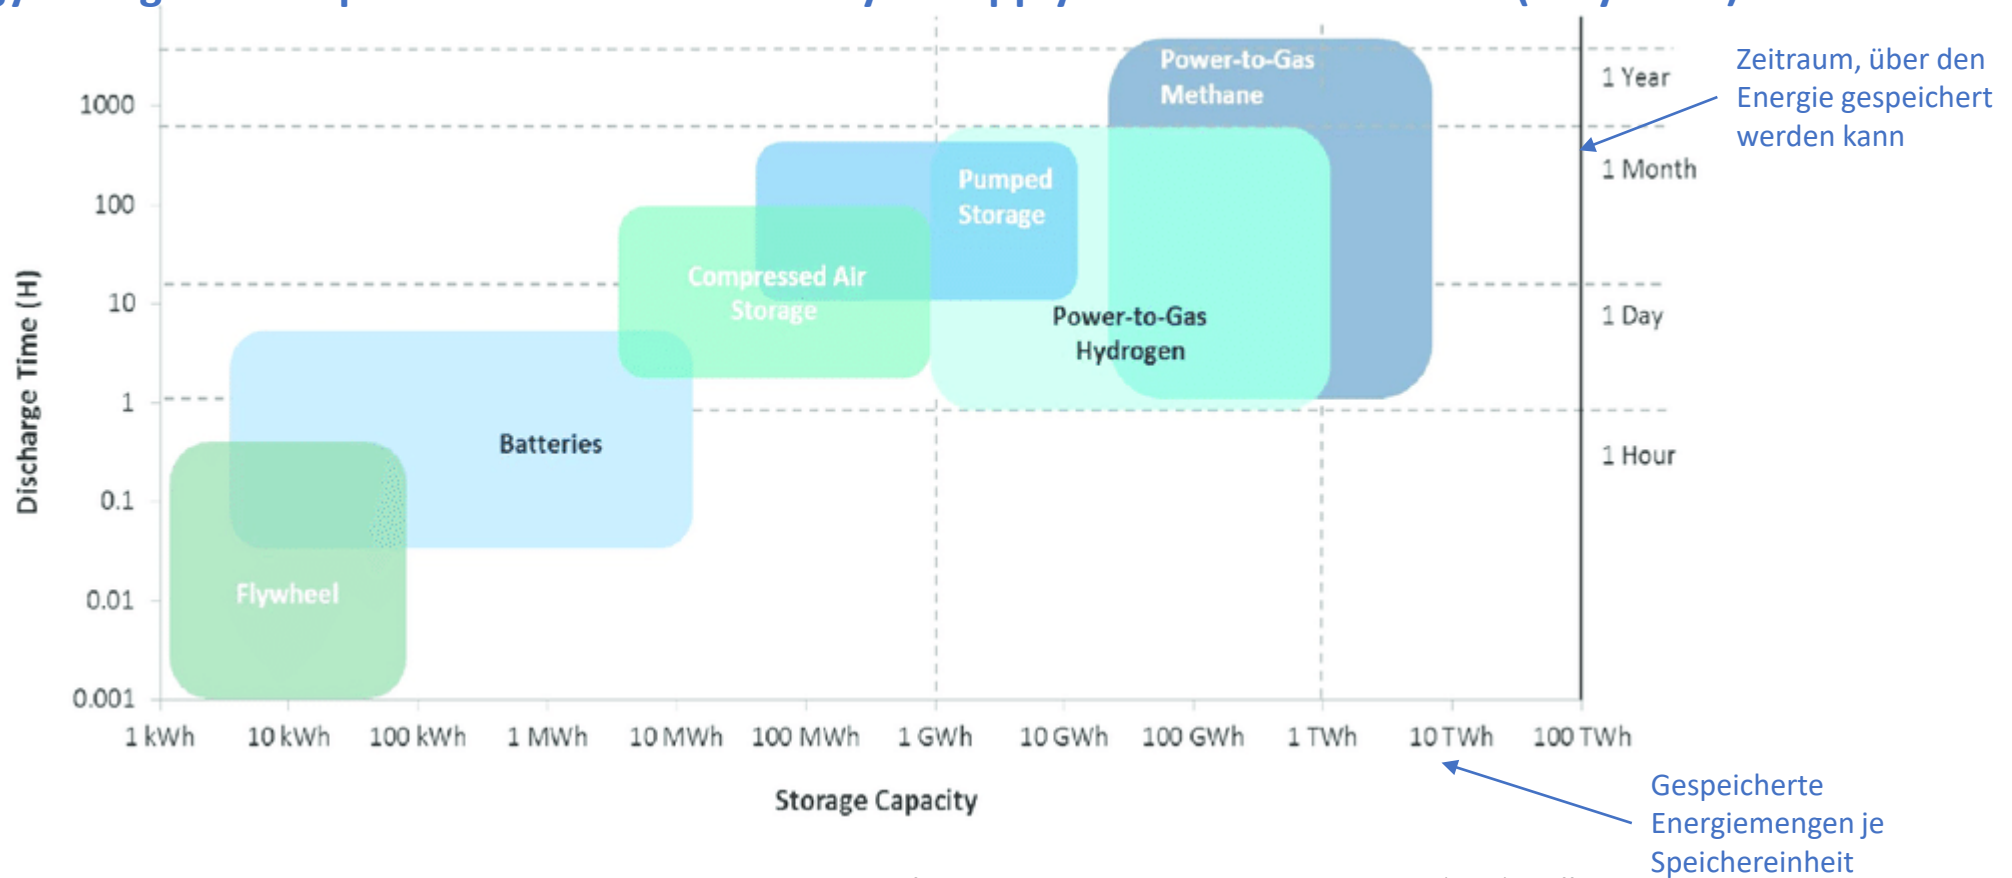 Zeitraum, über den
Energie gespeichert
werden kann
Power-to-Gas
Methane
1 Year
1000
1 Month
Pumped
Storage
100
Compressed Air
Storage
10
Power-to-Gas
Hydrogen
1 Day
Discharge Time (H)
1
Batteries
1 Hour
0.1
Flywheel
0.01
0.001
1 kWh 10 kWh 100 kWh 1 MWh 10 MWh 100 MWh 1 GWh 10 GWh 100 GWh 1 TWh 10 TWh 100 TWh
Storage Capacity
Gespeicherte
Energiemengen je
Speichereinheit